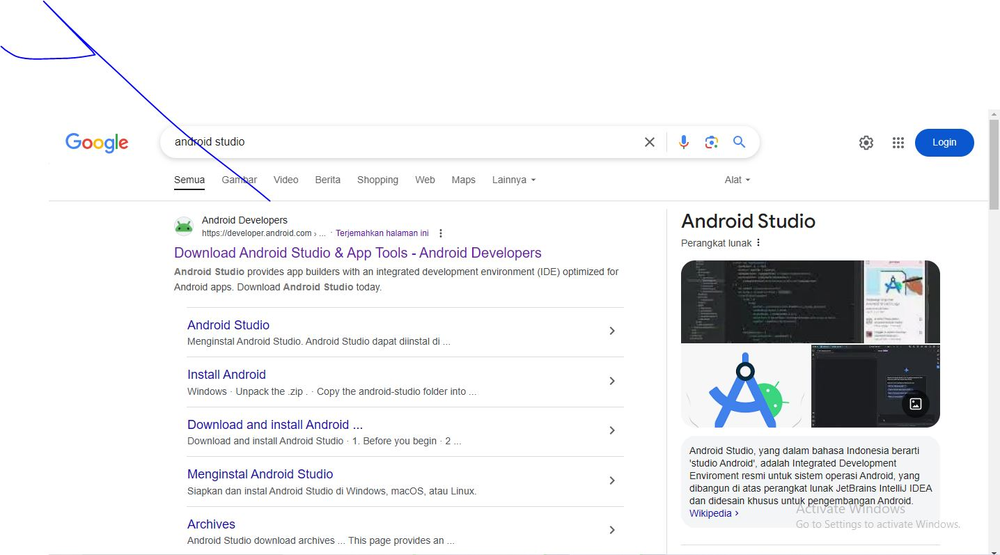 Google
android studio
Login
Semua Gambar Video Berita Shopping Web Maps Lainnya Alat
Android Developers
https://developer.android.com › ... · Terjemahkan halaman ini
Download Android Studio & App Tools - Android Developers
Android Studio provides app builders with an integrated development environment (IDE) optimized for
Android apps. Download Android Studio today.
Android Studio
Menginstal Android Studio. Android Studio dapat diinstal di ...
Install Android
Windows · Unpack the .zip . · Copy the android-studio folder into ...
Download and install Android ...
Download and install Android Studio · 1. Before you begin · 2 ...
Menginstal Android Studio
Siapkan dan instal Android Studio di Windows, macOS, atau Linux.
Archives
Android Studio download archives ... This page provides an ...
Android Studio
Perangkat lunak
Android Studio, yang dalam bahasa Indonesia berarti
'studio Android', adalah Integrated Development
Enviroment resmi untuk sistem operasi Android, yang
dibangun di atas perangkat lunak JetBrains IntelliJ IDEA
dan didesain khusus untuk pengembangan Android.
Wikipedia ›
Activate Windows
Go to Settings to activate Windows.